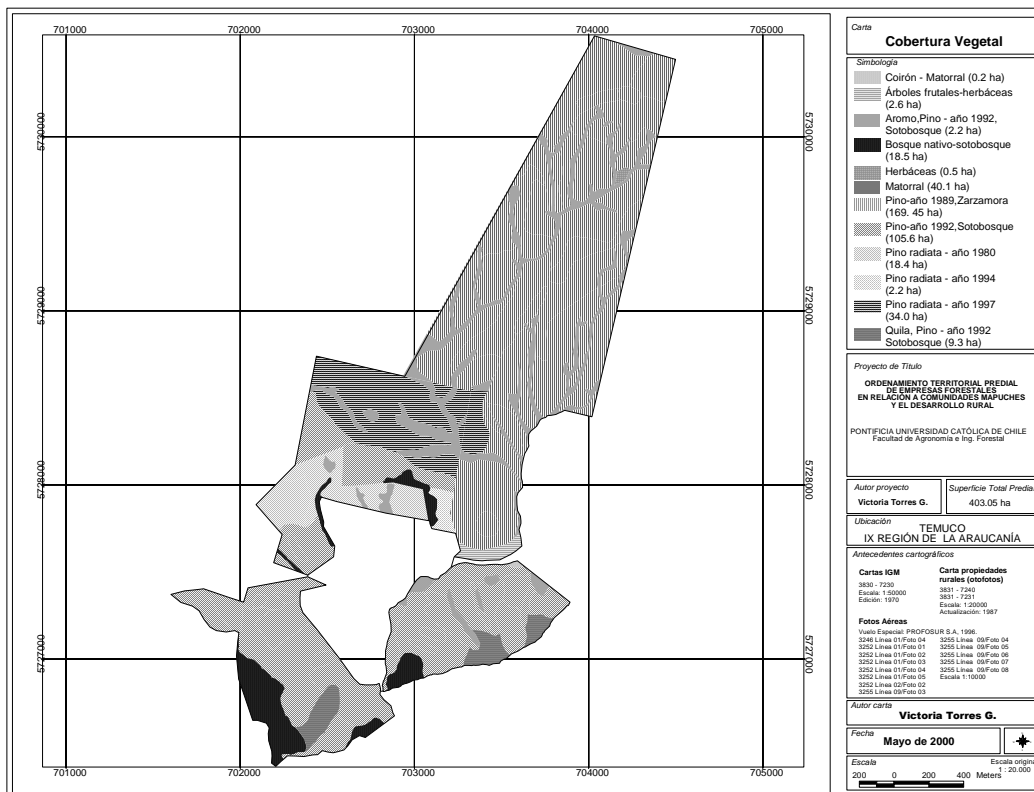 701000
702000
703000
704000
705000
5730000
5730000
5729000
5729000
5728000
5728000
5727000
5727000
701000
702000
703000
704000
705000
Carta
Cobertura Vegetal
Simbología
Coirón - Matorral (0.2 ha)
Árboles frutales-herbáceas
(2.6 ha)
Aromo,Pino - año 1992,
Sotobosque (2.2 ha)
Bosque nativo-sotobosque
(18.5 ha)
Herbáceas (0.5 ha)
Matorral (40.1 ha)
Pino-año 1989,Zarzamora
(169. 45 ha)
Pino-año 1992,Sotobosque
(105.6 ha)
Pino radiata - año 1980
(18.4 ha)
Pino radiata - año 1994
(2.2 ha)
Pino radiata - año 1997
(34.0 ha)
Quila, Pino - año 1992
Sotobosque (9.3 ha)
Proyecto de Titulo
ORDENAMIENTO TERRITORIAL PREDIAL
DE EMPRESAS FORESTALES
EN RELACIÓN A COMUNIDADES MAPUCHES
Y EL DESARROLLO RURAL
PONTIFICIA UNIVERSIDAD CATÓLICA DE CHILE
Facultad de Agronomía e Ing. Forestal
Autor proyecto
Victoria Torres G.
Superficie Total Predial
403.05 ha
Ubicación
TEMUCO
IX REGIÓN DE LA ARAUCANÍA
Antecedentes cartográficos
Cartas IGM
3830 - 7230
Escala: 1:50000
Edición: 1970
Carta propiedades
rurales (otofotos)
3831 - 7240
3831 - 7231
Escala: 1:20000
Actualización: 1987
Fotos Aéreas
Vuelo Especial: PROFOSUR S.A, 1996.
3246 Línea 01/Foto 04
3252 Línea 01/Foto 01
3252 Línea 01/Foto 02
3252 Línea 01/Foto 03
3252 Línea 01/Foto 04
3252 Línea 01/Foto 05
3252 Línea 02/Foto 02
3255 Línea 09/Foto 03
3255 Línea 09/Foto 04
3255 Línea 09/Foto 05
3255 Línea 09/Foto 06
3255 Línea 09/Foto 07
3255 Línea 09/Foto 08
Escala 1:10000
Autor carta
Victoria Torres G.
Fecha
Mayo de 2000
Escala
Escala origina
1 : 20.000
200 0 200 400 Meters